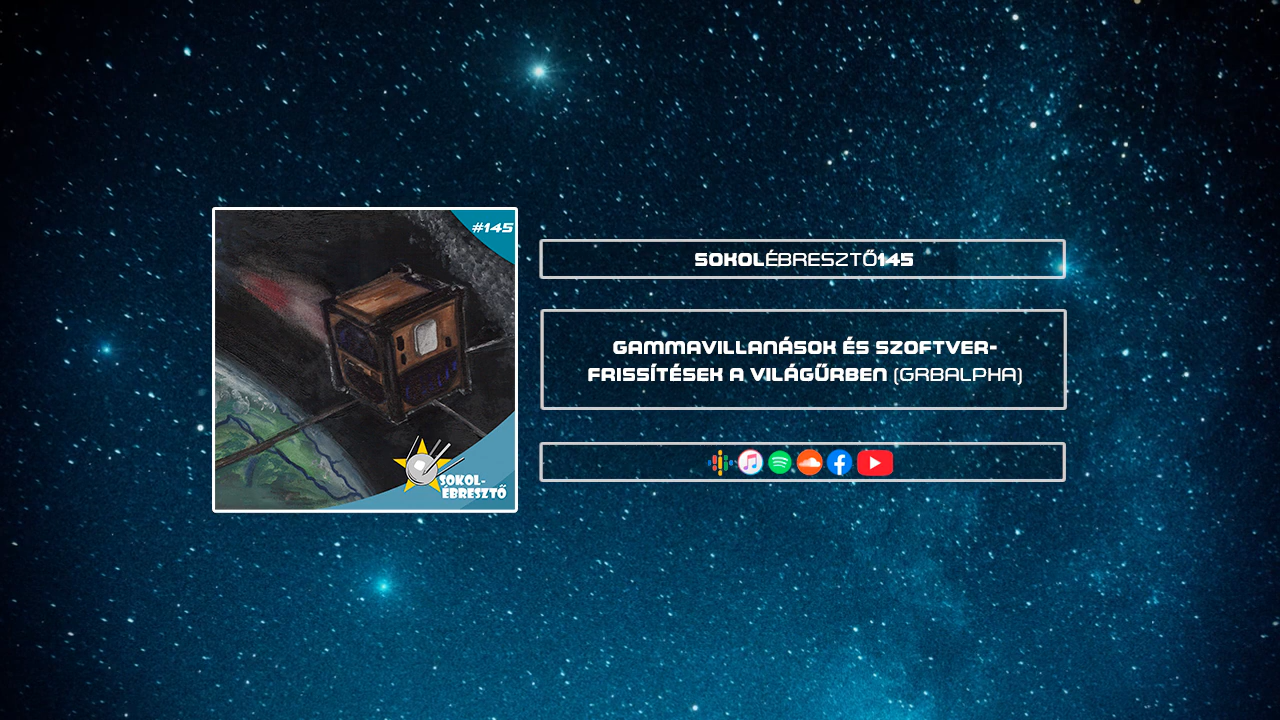 #145
SOKOL-
ÉBRESZTŐ
SOKOLÉBRESZTŐ145
GAMMAVILLANÁSOK ÉS SZOFTVER-
FRISSÍTÉSEK A VILÁGŰRBEN (GRBALPHA)